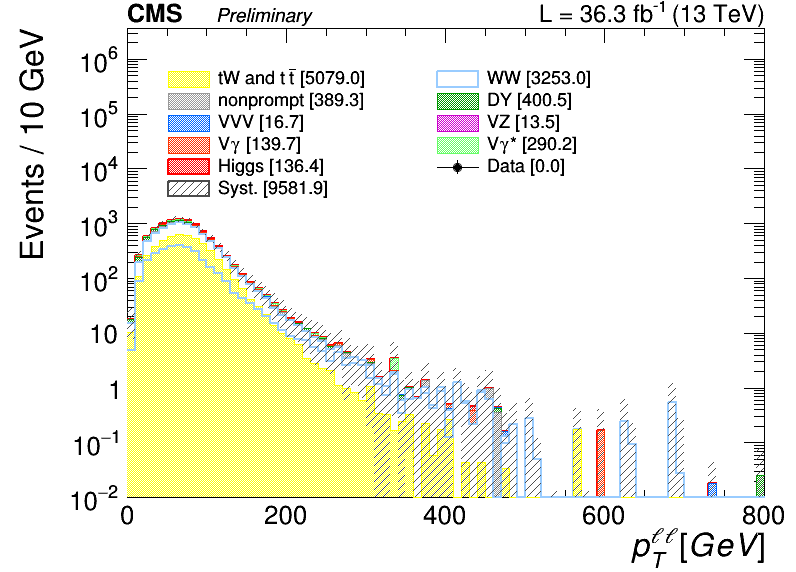 CMS Preliminary L = 36.3 fb⁻¹ (13 TeV)
Events / 10 GeV
10⁶
10⁵
10⁴
10³
10²
10
1
10⁻¹
10⁻²
tW and tt̅ [5079.0]
nonprompt [389.3]
VVV [16.7]
Vγ [139.7]
Higgs [136.4]
Syst. [9581.9]
WW [3253.0]
DY [400.5]
VZ [13.5]
Vγ* [290.2]
Data [0.0]
0 200 400 600 800
p_T^{ℓℓ} [GeV]